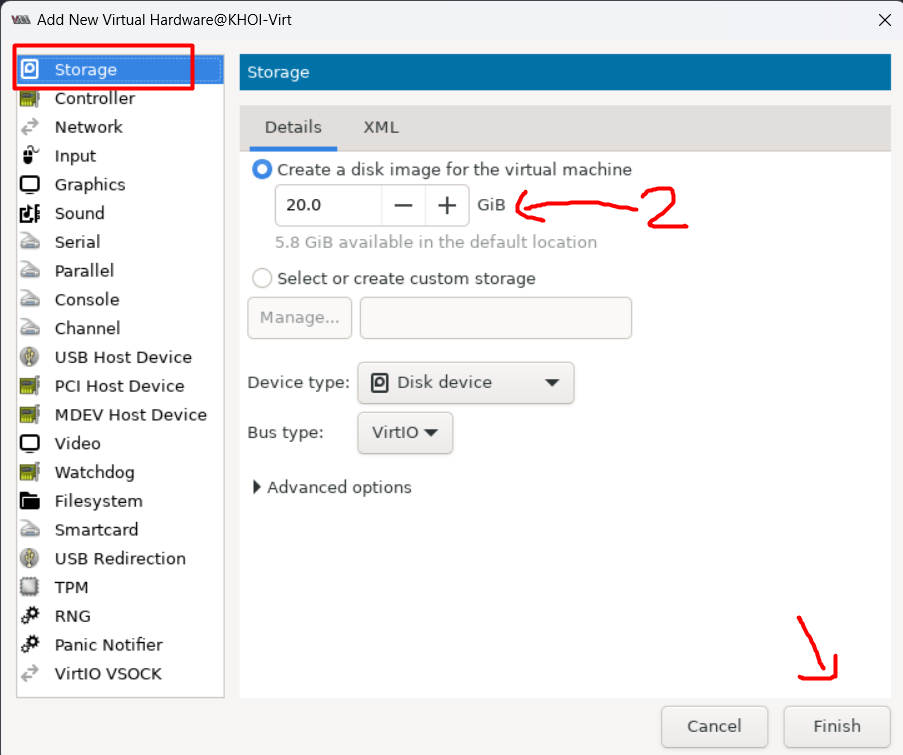 Add New Virtual Hardware@KHOI-Virt
Storage
Controller
Network
Input
Graphics
Sound
Serial
Parallel
Console
Channel
USB Host Device
PCI Host Device
MDEV Host Device
Video
Watchdog
Filesystem
Smartcard
USB Redirection
TPM
RNG
Panic Notifier
VirtIO VSOCK
Storage
Details XML
Create a disk image for the virtual machine
20.0 − + GiB 2
5.8 GiB available in the default location
Select or create custom storage
Manage...
Device type: Disk device
Bus type: VirtIO
Advanced options
Cancel Finish